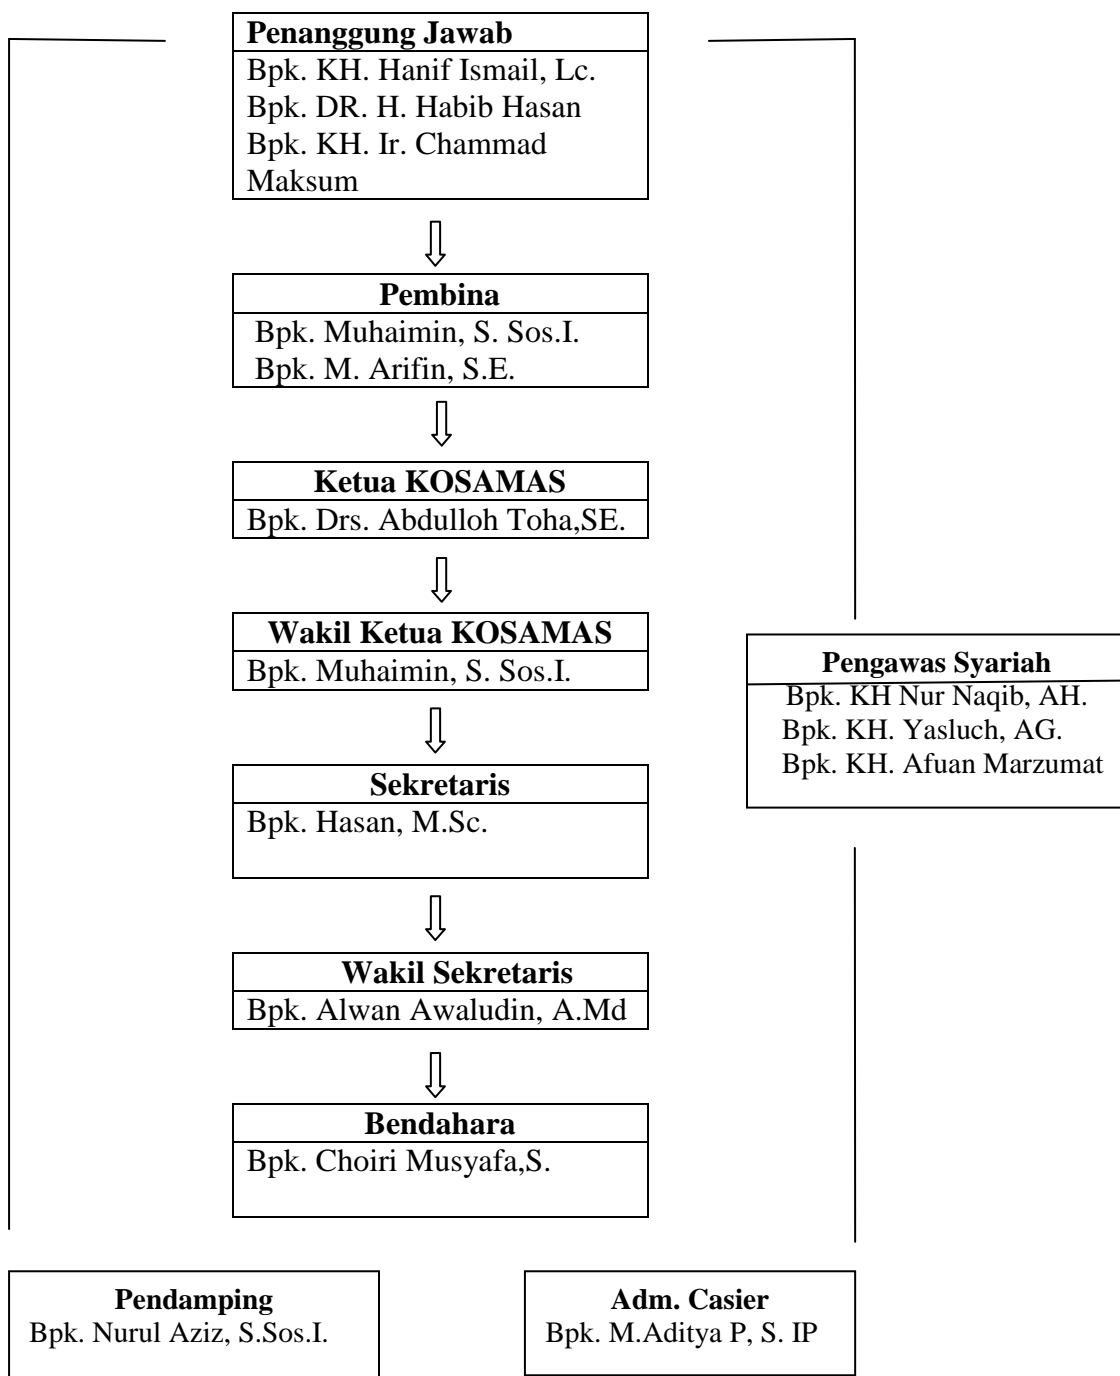 Penanggung Jawab
Bpk. KH. Hanif Ismail, Lc.
Bpk. DR. H. Habib Hasan
Bpk. KH. Ir. Chammad
Maksum
Pembina
Bpk. Muhaimin, S. Sos.I.
Bpk. M. Arifin, S.E.
Ketua KOSAMAS
Bpk. Drs. Abdulloh Toha,SE.
Wakil Ketua KOSAMAS
Bpk. Muhaimin, S. Sos.I.
Pengawas Syariah
Bpk. KH Nur Naqib, AH.
Bpk. KH. Yasluch, AG.
Bpk. KH. Afuan Marzumat
Sekretaris
Bpk. Hasan, M.Sc.
Wakil Sekretaris
Bpk. Alwan Awaludin, A.Md
Bendahara
Bpk. Choiri Musyafa,S.
Pendamping
Bpk. Nurul Aziz, S.Sos.I.
Adm. Casier
Bpk. M.Aditya P, S. IP